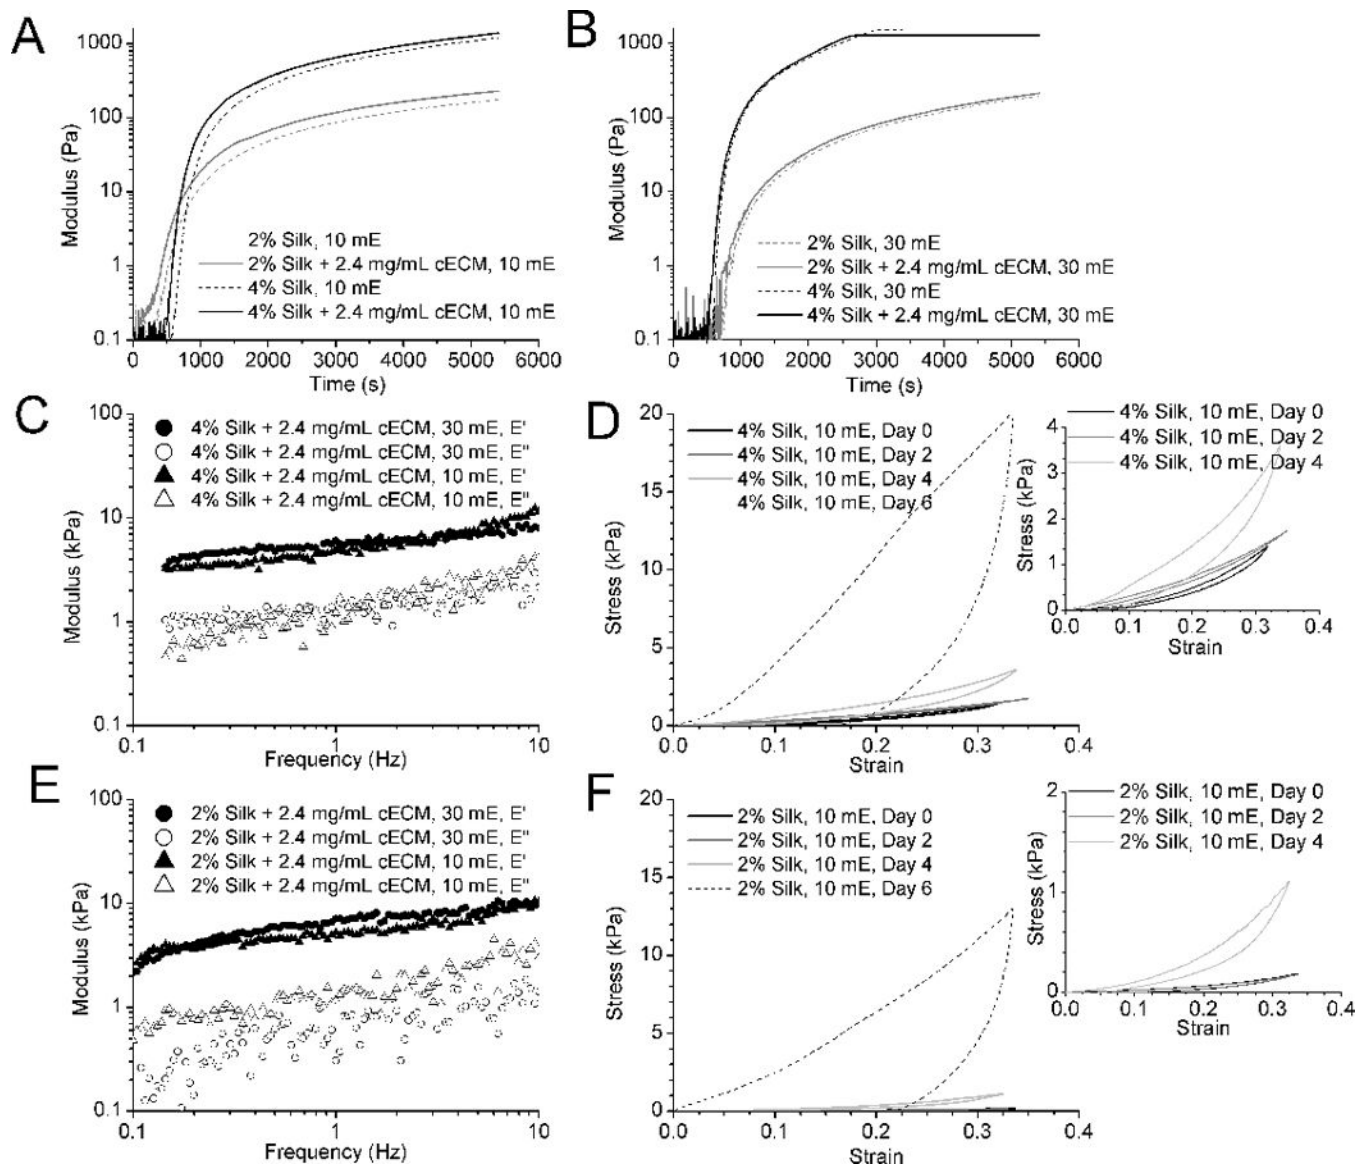 A
Modulus (Pa)
1000
100
10
1
0.1
2% Silk, 10 mE
2% Silk + 2.4 mg/mL cECM, 10 mE
4% Silk, 10 mE
4% Silk + 2.4 mg/mL cECM, 10 mE
0 1000 2000 3000 4000 5000 6000
Time (s)
B
Modulus (Pa)
1000
100
10
1
0.1
2% Silk, 30 mE
2% Silk + 2.4 mg/mL cECM, 30 mE
4% Silk, 30 mE
4% Silk + 2.4 mg/mL cECM, 30 mE
0 1000 2000 3000 4000 5000 6000
Time (s)
C
Modulus (kPa)
100
10
1
0.1
4% Silk + 2.4 mg/mL cECM, 30 mE, E'
4% Silk + 2.4 mg/mL cECM, 30 mE, E"
4% Silk + 2.4 mg/mL cECM, 10 mE, E'
4% Silk + 2.4 mg/mL cECM, 10 mE, E"
0.1 1 10
Frequency (Hz)
D
Stress (kPa)
20
15
10
5
0
4% Silk, 10 mE, Day 0
4% Silk, 10 mE, Day 2
4% Silk, 10 mE, Day 4
4% Silk, 10 mE, Day 6
0.0 0.1 0.2 0.3 0.4
Strain
4% Silk, 10 mE, Day 0
4% Silk, 10 mE, Day 2
4% Silk, 10 mE, Day 4
Stress (kPa)
4
3
2
1
0
0.0 0.1 0.2 0.3 0.4
Strain
E
Modulus (kPa)
100
10
1
0.1
2% Silk + 2.4 mg/mL cECM, 30 mE, E'
2% Silk + 2.4 mg/mL cECM, 30 mE, E"
2% Silk + 2.4 mg/mL cECM, 10 mE, E'
2% Silk + 2.4 mg/mL cECM, 10 mE, E"
0.1 1 10
Frequency (Hz)
F
Stress (kPa)
20
15
10
5
0
2% Silk, 10 mE, Day 0
2% Silk, 10 mE, Day 2
2% Silk, 10 mE, Day 4
2% Silk, 10 mE, Day 6
0.0 0.1 0.2 0.3 0.4
Strain
2% Silk, 10 mE, Day 0
2% Silk, 10 mE, Day 2
2% Silk, 10 mE, Day 4
Stress (kPa)
2
1
0
0.0 0.1 0.2 0.3 0.4
Strain